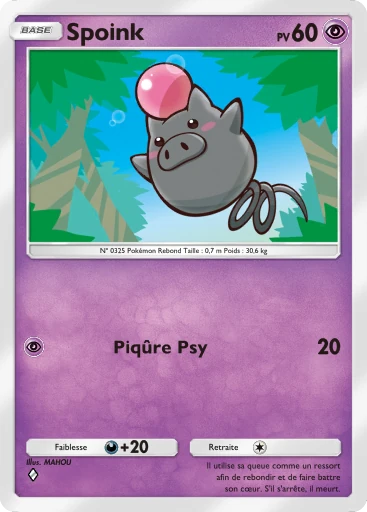 BASE Spoink PV 60
N° 0325 Pokémon Rebond Taille : 0,7 m Poids : 30,6 kg
Piqûre Psy 20
Faiblesse +20 Retraite
Illus. MAHOU
Il utilise sa queue comme un ressort
afin de rebondir et de faire battre
son cœur. S'il s'arrête, il meurt.